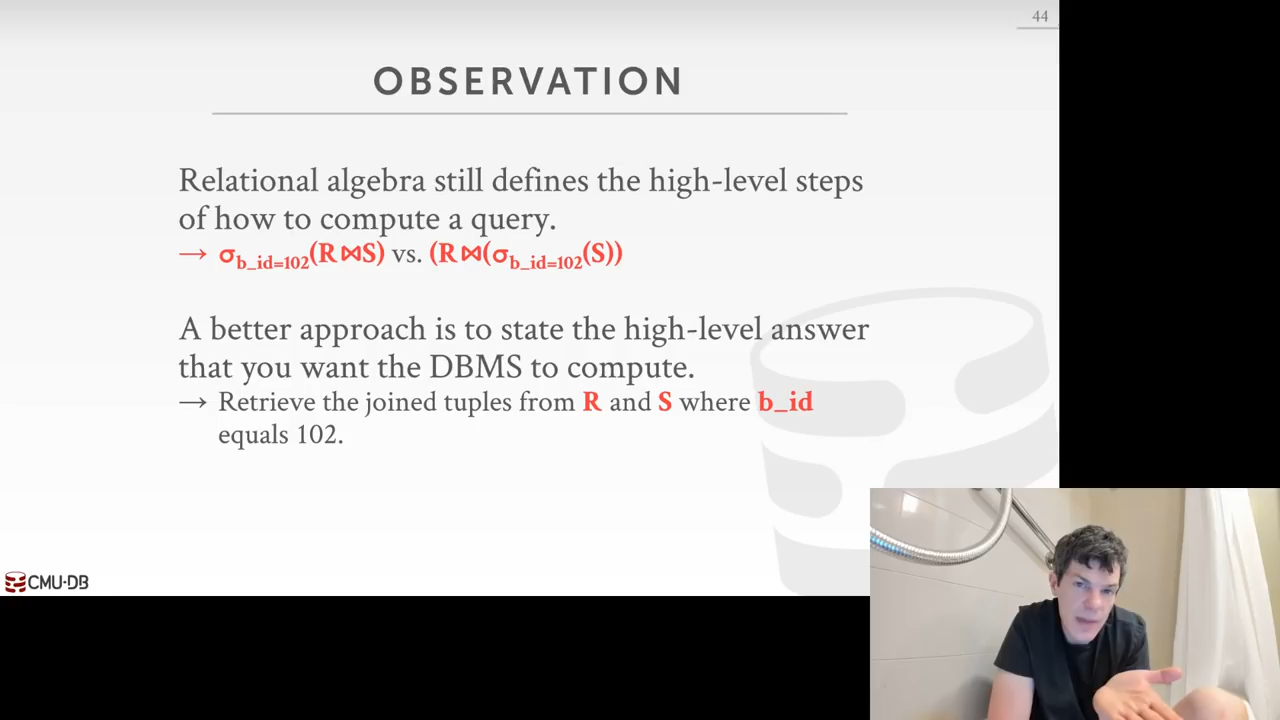 44
OBSERVATION
Relational algebra still defines the high-level steps
of how to compute a query.
→ σb_id=102(R⋈S) vs. (R⋈(σb_id=102(S))
A better approach is to state the high-level answer
that you want the DBMS to compute.
→ Retrieve the joined tuples from R and S where b_id
equals 102.
CMU·DB